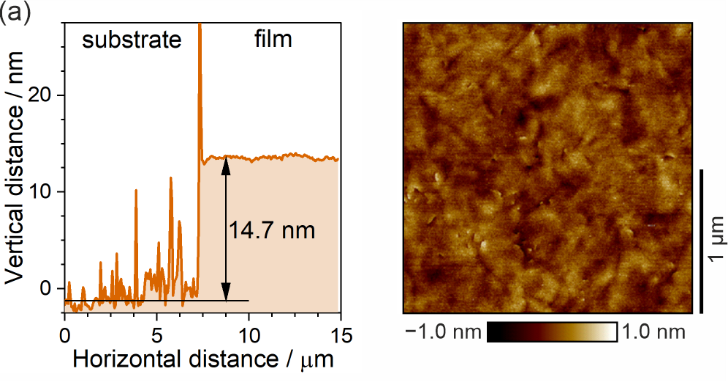 (a)
substrate film
Vertical distance / nm
20
10
0
14.7 nm
0 5 10 15
Horizontal distance / μm
1 μm
−1.0 nm 1.0 nm